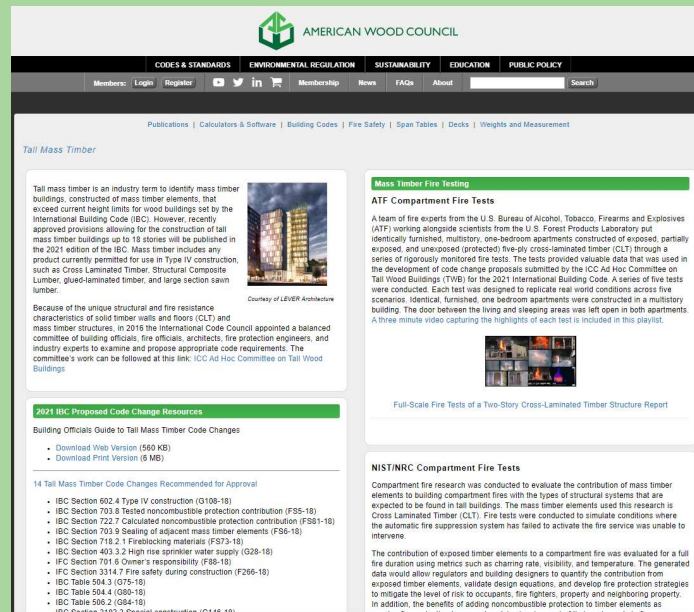 AMERICAN WOOD COUNCIL
CODES & STANDARDS ENVIRONMENTAL REGULATION SUSTAINABILITY EDUCATION PUBLIC POLICY
Members: Login Register in Membership News FAQs About Search
Publications | Calculators & Software | Building Codes | Fire Safety | Span Tables | Decks | Weights and Measurement
Tall Mass Timber
Tall mass timber is an industry term to identify mass timber
buildings, constructed of mass timber elements, that
exceed current height limits for wood buildings set by the
International Building Code (IBC). However, recently
approved provisions allowing for the construction of tall
mass timber buildings up to 18 stories will be published in
the 2021 edition of the IBC. Mass timber includes any
product currently permitted for use in Type IV construction,
such as Cross Laminated Timber, Structural Composite
Lumber, glued-laminated timber, and large section sawn
lumber.
Courtesy of LEVER Architecture
Because of the unique structural and fire resistance
characteristics of solid timber walls and floors (CLT) and
mass timber structures, in 2016 the International Code Council appointed a balanced
committee of building officials, fire officials, architects, fire protection engineers, and
industry experts to examine and propose appropriate code requirements. The
committee's work can be followed at this link: ICC Ad Hoc Committee on Tall Wood
Buildings
2021 IBC Proposed Code Change Resources
Building Officials Guide to Tall Mass Timber Code Changes
• Download Web Version (560 KB)
• Download Print Version (6 MB)
14 Tall Mass Timber Code Changes Recommended for Approval
• IBC Section 602.4 Type IV construction (G108-18)
• IBC Section 703.8 Tested noncombustible protection contribution (FS5-18)
• IBC Section 722.7 Calculated noncombustible protection contribution (FS81-18)
• IBC Section 703.9 Sealing of adjacent mass timber elements (FS6-18)
• IBC Section 718.2.1 Fireblocking materials (FS73-18)
• IBC Section 403.3.2 High rise sprinkler water supply (G28-18)
• IFC Section 701.6 Owner's responsibility (F88-18)
• IFC Section 3314.7 Fire safety during construction (F266-18)
• IBC Table 504.3 (G75-18)
• IBC Table 504.4 (G80-18)
• IBC Table 506.2 (G84-18)
IBC Section 3102.3 Special construction (G146-18)
Mass Timber Fire Testing
ATF Compartment Fire Tests
A team of fire experts from the U.S. Bureau of Alcohol, Tobacco, Firearms and Explosives
(ATF) working alongside scientists from the U.S. Forest Products Laboratory put
identically furnished, multistory, one-bedroom apartments constructed of exposed, partially
exposed, and unexposed (protected) five-ply cross-laminated timber (CLT) through a
series of rigorously monitored fire tests. The tests provided valuable data that was used in
the development of code change proposals submitted by the ICC Ad Hoc Committee on
Tall Wood Buildings (TWB) for the 2021 International Building Code. A series of five tests
were conducted. Each test was designed to replicate real world conditions across five
scenarios. Identical, furnished, one bedroom apartments were constructed in a multistory
building. The door between the living and sleeping areas was left open in both apartments.
A three minute video capturing the highlights of each test is included in this playlist.
Full-Scale Fire Tests of a Two-Story Cross-Laminated Timber Structure Report
NIST/NRC Compartment Fire Tests
Compartment fire research was conducted to evaluate the contribution of mass timber
elements to building compartment fires with the types of structural systems that are
expected to be found in tall buildings. The mass timber elements used this research is
Cross Laminated Timber (CLT). Fire tests were conducted to simulate conditions where
the automatic fire suppression system has failed to activate the fire service was unable to
intervene.
The contribution of exposed timber elements to a compartment fire was evaluated for a full
fire duration using metrics such as charring rate, visibility, and temperature. The generated
data would allow regulators and building designers to quantify the contribution from
exposed timber elements, validate design equations, and develop fire protection strategies
to mitigate the level of risk to occupants, fire fighters, property and neighboring property.
In addition, the benefits of adding noncombustible protection to timber elements as